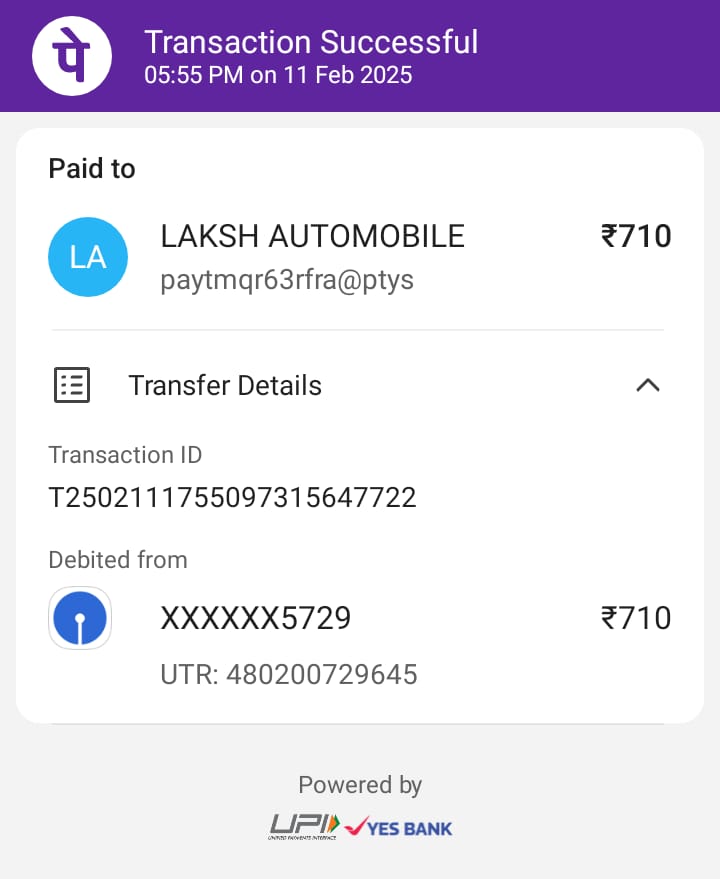 पे
Transaction Successful
05:55 PM on 11 Feb 2025
Paid to
LA
LAKSH AUTOMOBILE ₹710
paytmqr63rfra@ptys
Transfer Details
Transaction ID
T2502111755097315647722
Debited from
XXXXXX5729 ₹710
UTR: 480200729645
Powered by
UPI YES BANK
UNIFIED PAYMENTS INTERFACE